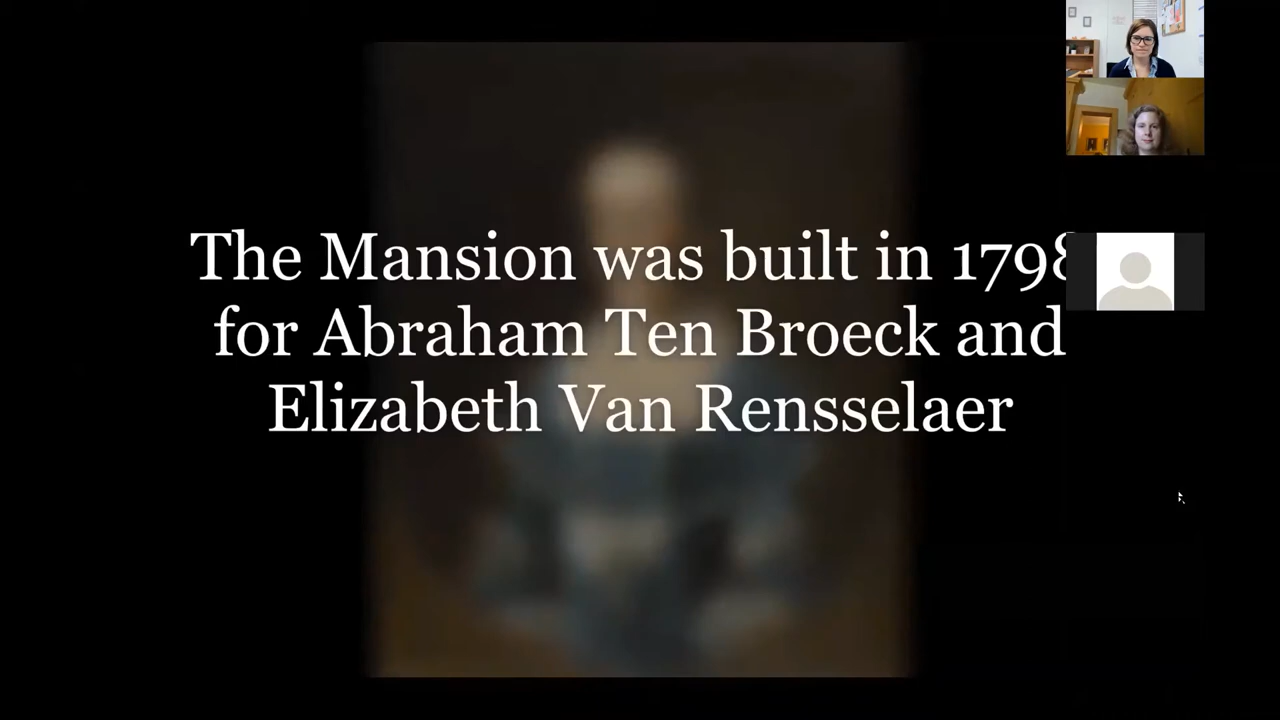 The Mansion was built in 1798
for Abraham Ten Broeck and
Elizabeth Van Rensselaer